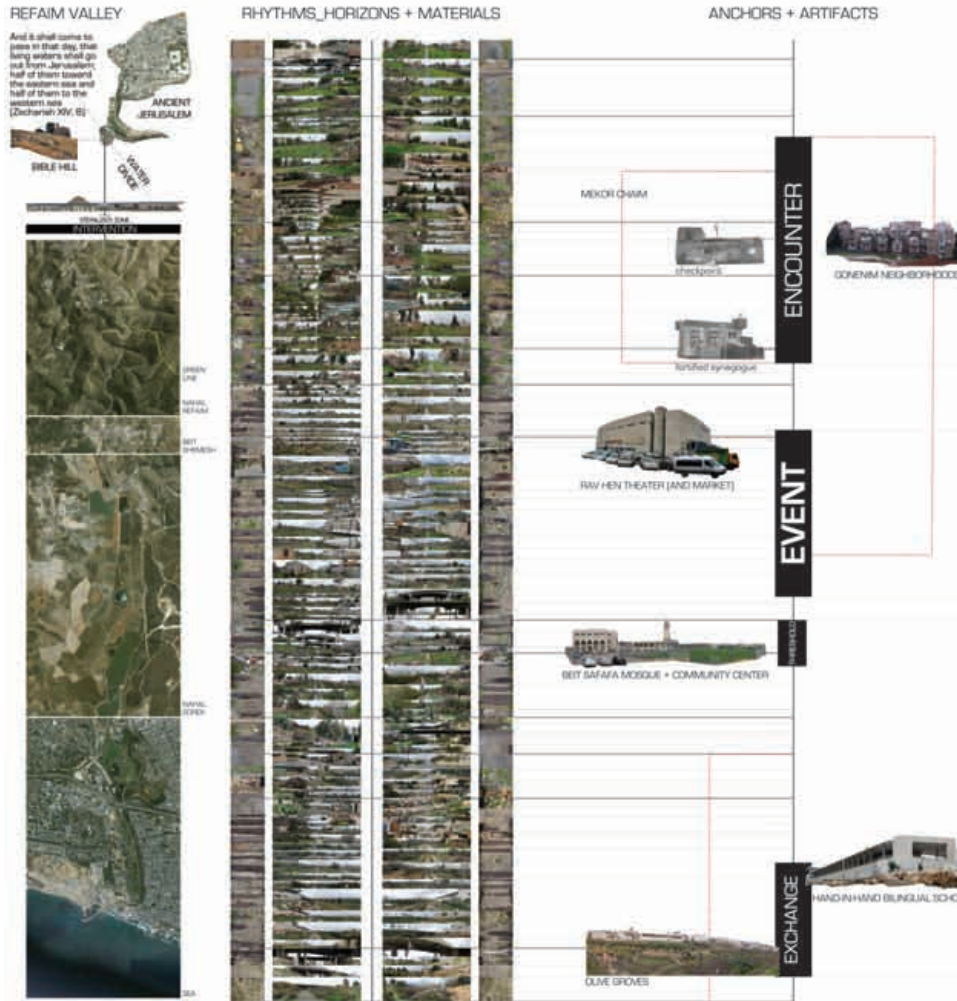 REFAIM VALLEY
RHYTHMS_HORIZONS + MATERIALS
ANCHORS + ARTIFACTS
And it shall come to
pass in that day, that
living waters shall go
out from Jerusalem;
half of them toward
the eastern sea and
half of them to the
western sea
(Zechariah XIV, 8)
ANCIENT
JERUSALEM
BIBLE HILL
WATER
DIVIDE
INTERVENTION
GREEN
LINE
NAHAL
REFAIM
BEIT
SHEMESH
NAHAL
SOREK
SEA
MEKOR CHAIM
checkpoint
fortified synagogue
ENCOUNTER
GONENIM NEIGHBORHOODS
RAV-HEN THEATER (AND MARKET)
EVENT
THRESHOLD
BEIT SAFAFA MOSQUE + COMMUNITY CENTER
EXCHANGE
HAND-IN-HAND BILINGUAL SCHO
OLIVE GROVES